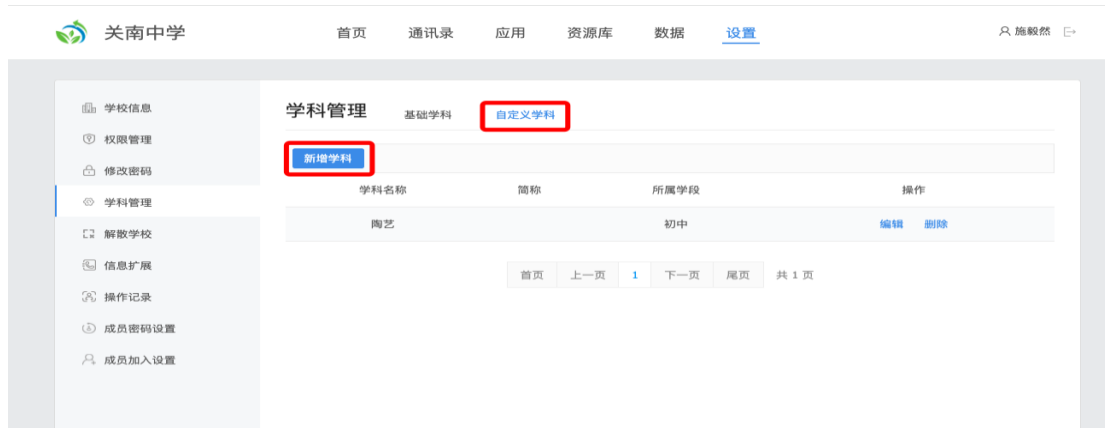 关南中学 首页 通讯录 应用 资源库 数据 设置 施毅然
学校信息
权限管理
修改密码
学科管理
解散学校
信息扩展
操作记录
成员密码设置
成员加入设置
学科管理 基础学科 自定义学科
新增学科
学科名称 简称 所属学段 操作
陶艺 初中 编辑 删除
首页 上一页 1 下一页 尾页 共 1 页